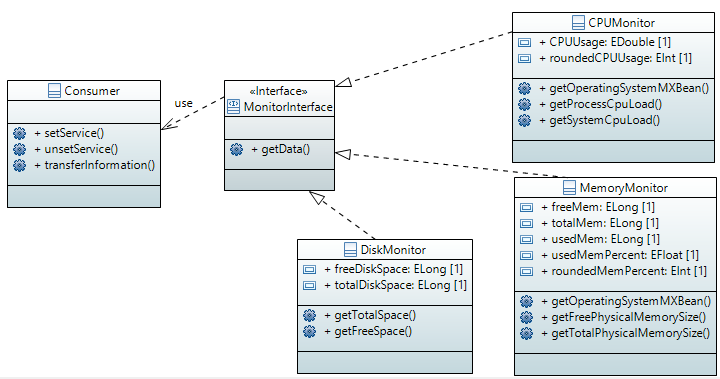 CPUMonitor
+ CPUUsage: EDouble [1]
+ roundedCPUUsage: EInt [1]
+ getOperatingSystemMXBean()
+ getProcessCpuLoad()
+ getSystemCpuLoad()
Consumer
+ setService()
+ unsetService()
+ transferInformation()
use
«Interface»
MonitorInterface
+ getData()
MemoryMonitor
+ freeMem: ELong [1]
+ totalMem: ELong [1]
+ usedMem: ELong [1]
+ usedMemPercent: EFloat [1]
+ roundedMemPercent: EInt [1]
+ getOperatingSystemMXBean()
+ getFreePhysicalMemorySize()
+ getTotalPhysicalMemorySize()
DiskMonitor
+ freeDiskSpace: ELong [1]
+ totalDiskSpace: ELong [1]
+ getTotalSpace()
+ getFreeSpace()